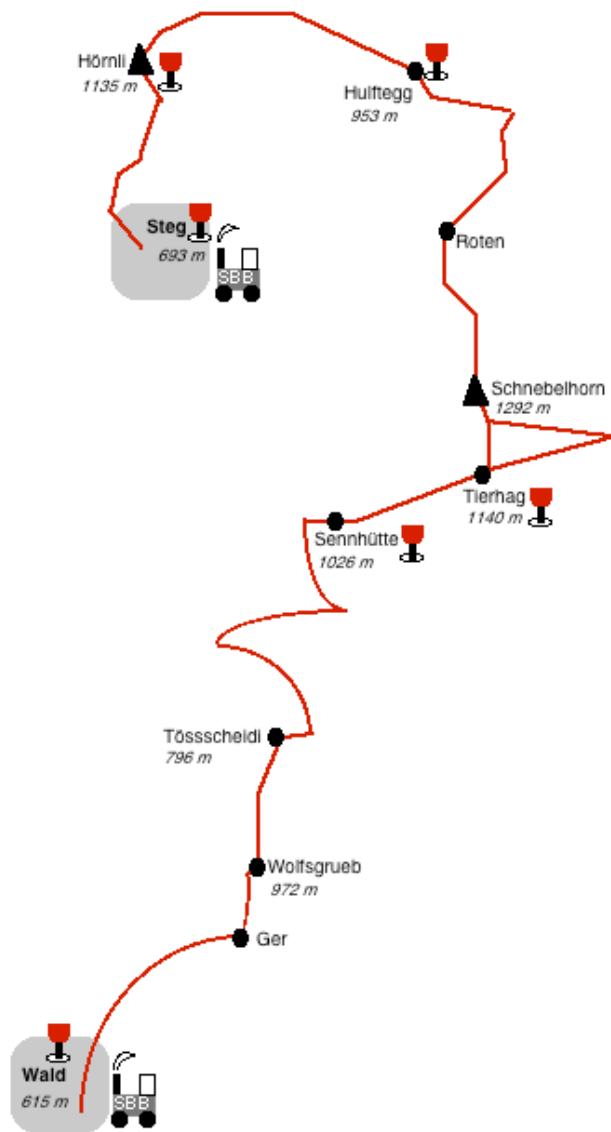 Hörnli
1135 m
Hulftegg
953 m
Steg
693 m
SBB
Roten
Schnebelhorn
1292 m
Tierhag
1140 m
Sennhütte
1026 m
Tössscheidi
796 m
Wolfsgrueb
972 m
Ger
Wald
615 m
SBB